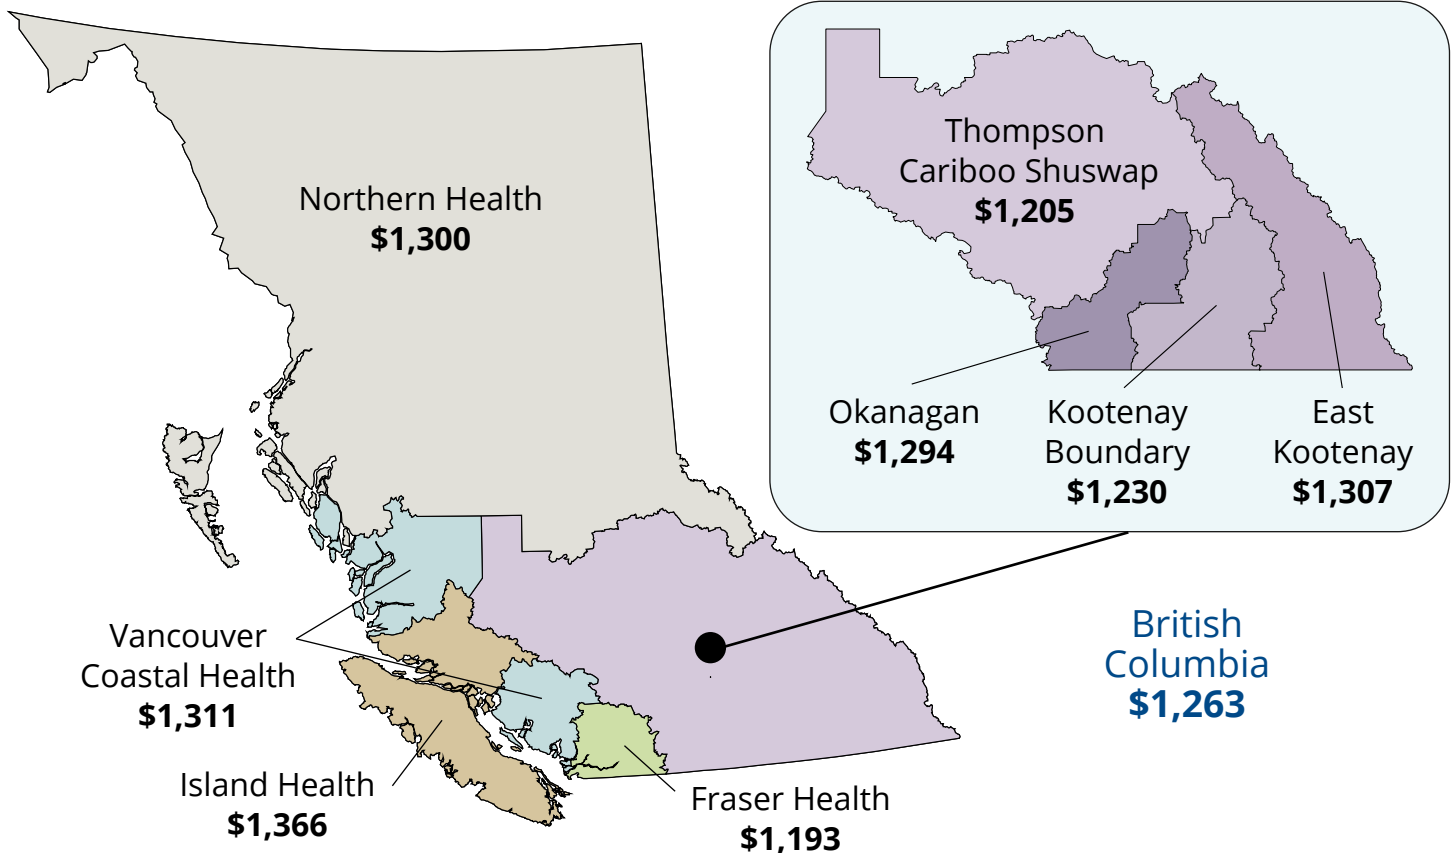 Northern Health
$1,300
Thompson
Cariboo Shuswap
$1,205
Okanagan
$1,294
Kootenay
Boundary
$1,230
East
Kootenay
$1,307
Vancouver
Coastal Health
$1,311
Island Health
$1,366
Fraser Health
$1,193
British
Columbia
$1,263